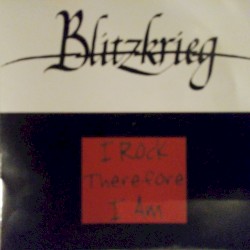 Blitzkrieg
I Rock
Therefore
I Am